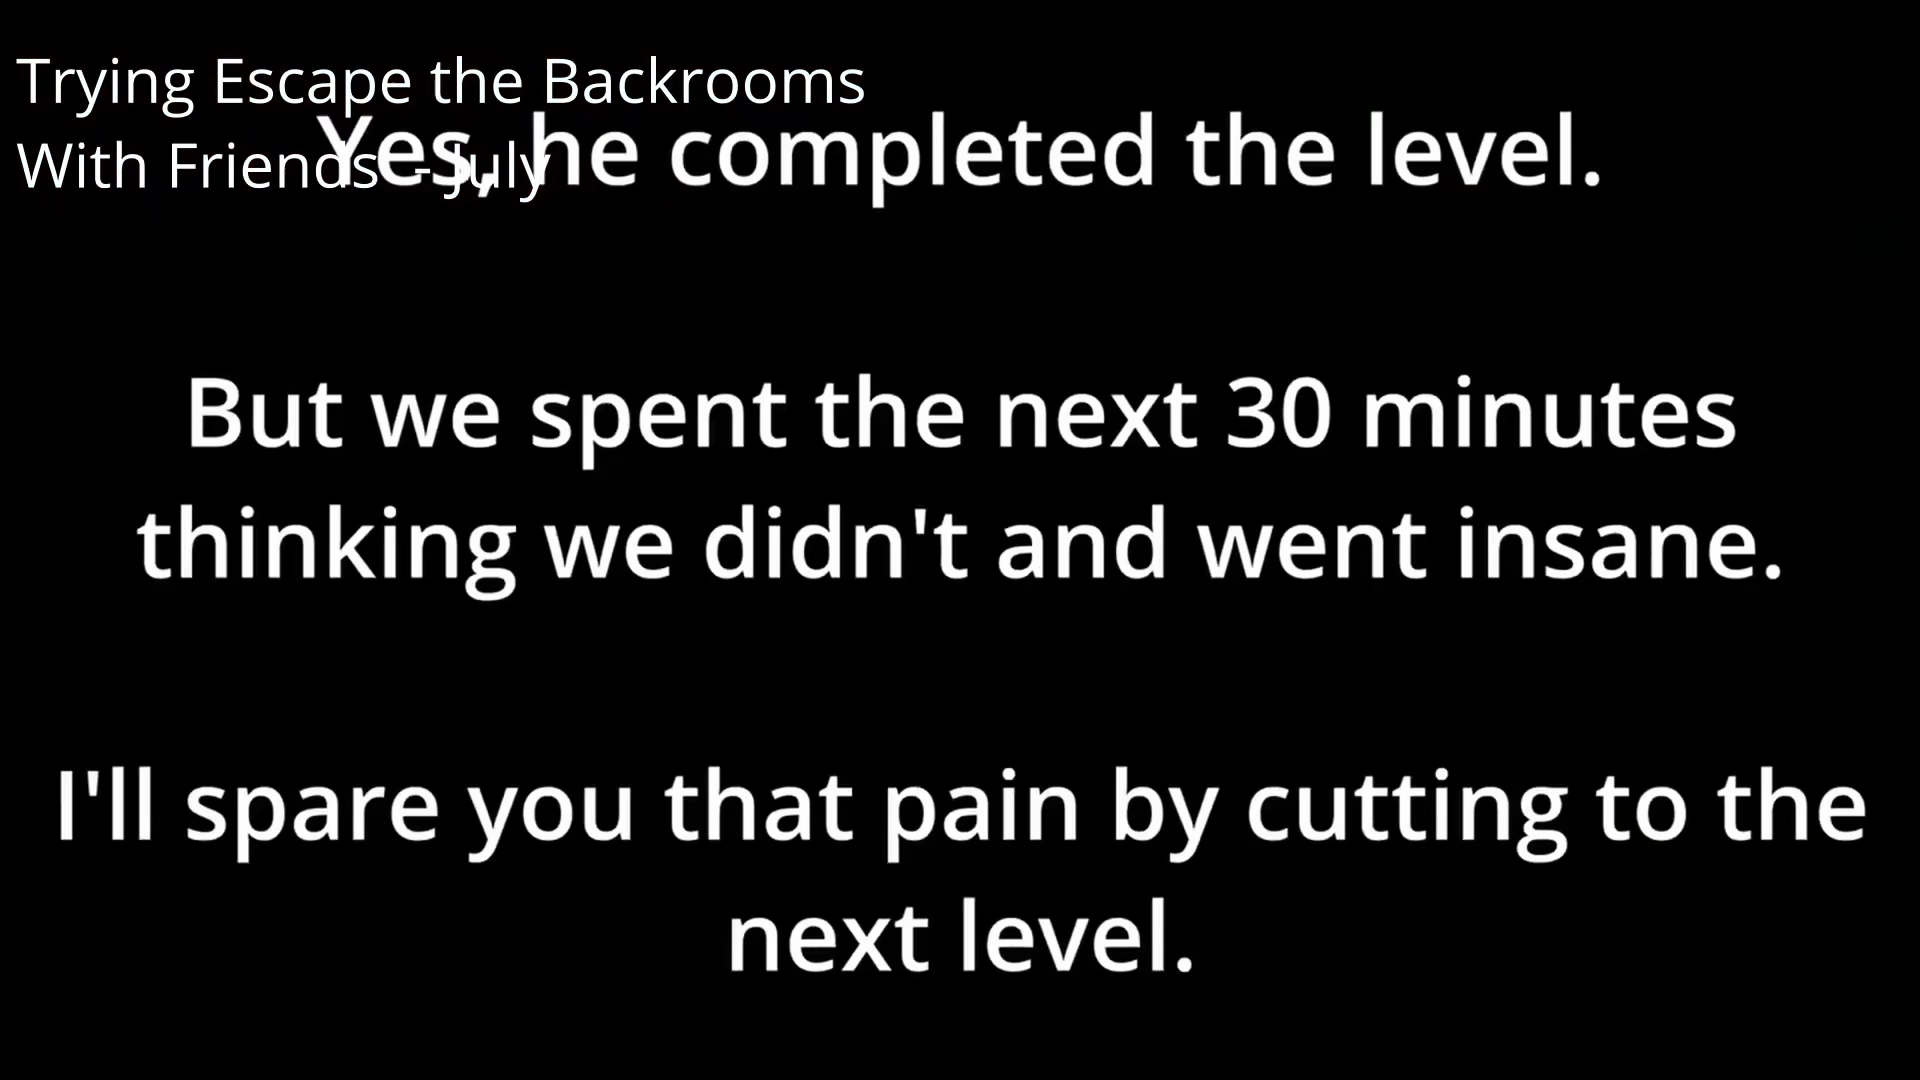 Trying Escape the Backrooms
With Friends - July
Yes, he completed the level.
But we spent the next 30 minutes
thinking we didn't and went insane.
I'll spare you that pain by cutting to the
next level.